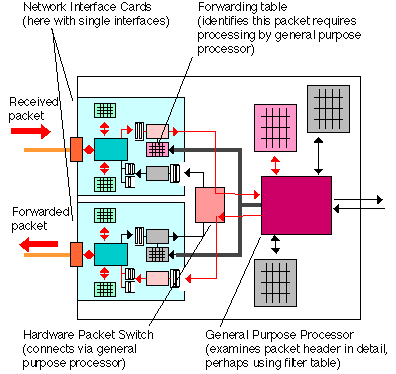 Network Interface Cards
(here with single interfaces)
Forwarding table
(identifies this packet requires
processing by general purpose
processor)
Received
packet
Forwarded
packet
Hardware Packet Switch
(connects via general
purpose processor)
General Purpose Processor
(examines packet header in detail,
perhaps using filter table)